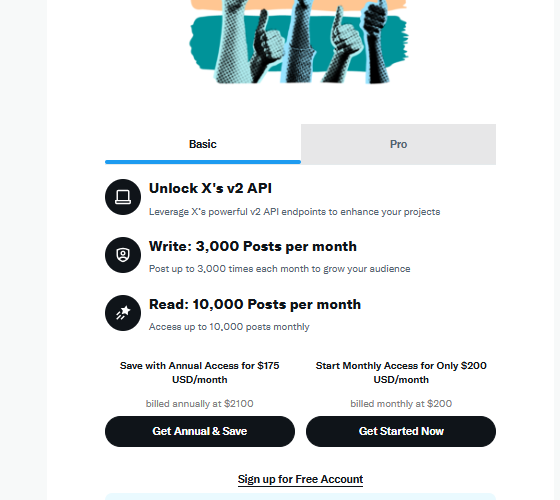 Basic
Pro
Unlock X's v2 API
Leverage X's powerful v2 API endpoints to enhance your projects
Write: 3,000 Posts per month
Post up to 3,000 times each month to grow your audience
Read: 10,000 Posts per month
Access up to 10,000 posts monthly
Save with Annual Access for $175
USD/month
billed annually at $2100
Get Annual & Save
Start Monthly Access for Only $200
USD/month
billed monthly at $200
Get Started Now
Sign up for Free Account